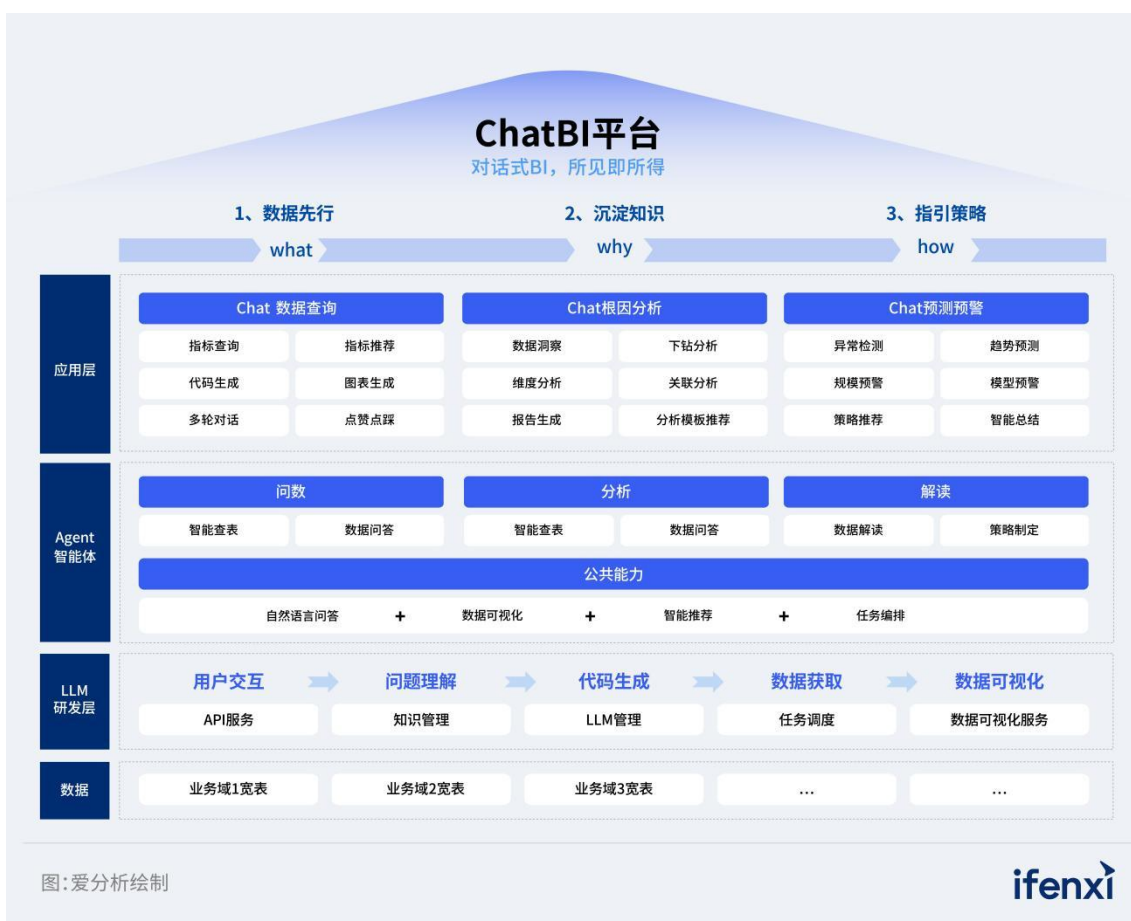 ChatBI平台
对话式BI，所见即所得
1、数据先行 2、沉淀知识 3、指引策略
what why how
应用层
Chat 数据查询 Chat根因分析 Chat预测预警
指标查询 指标推荐 数据洞察 下钻分析 异常检测 趋势预测
代码生成 图表生成 维度分析 关联分析 规模预警 模型预警
多轮对话 点赞点踩 报告生成 分析模板推荐 策略推荐 智能总结
Agent
智能体
问数 分析 解读
智能查表 数据问答 智能查表 数据问答 数据解读 策略制定
公共能力
自然语言问答 + 数据可视化 + 智能推荐 + 任务编排
LLM
研发层
用户交互 问题理解 代码生成 数据获取 数据可视化
API服务 知识管理 LLM管理 任务调度 数据可视化服务
数据
业务域1宽表 业务域2宽表 业务域3宽表 … …
图:爱分析绘制
ifenxi